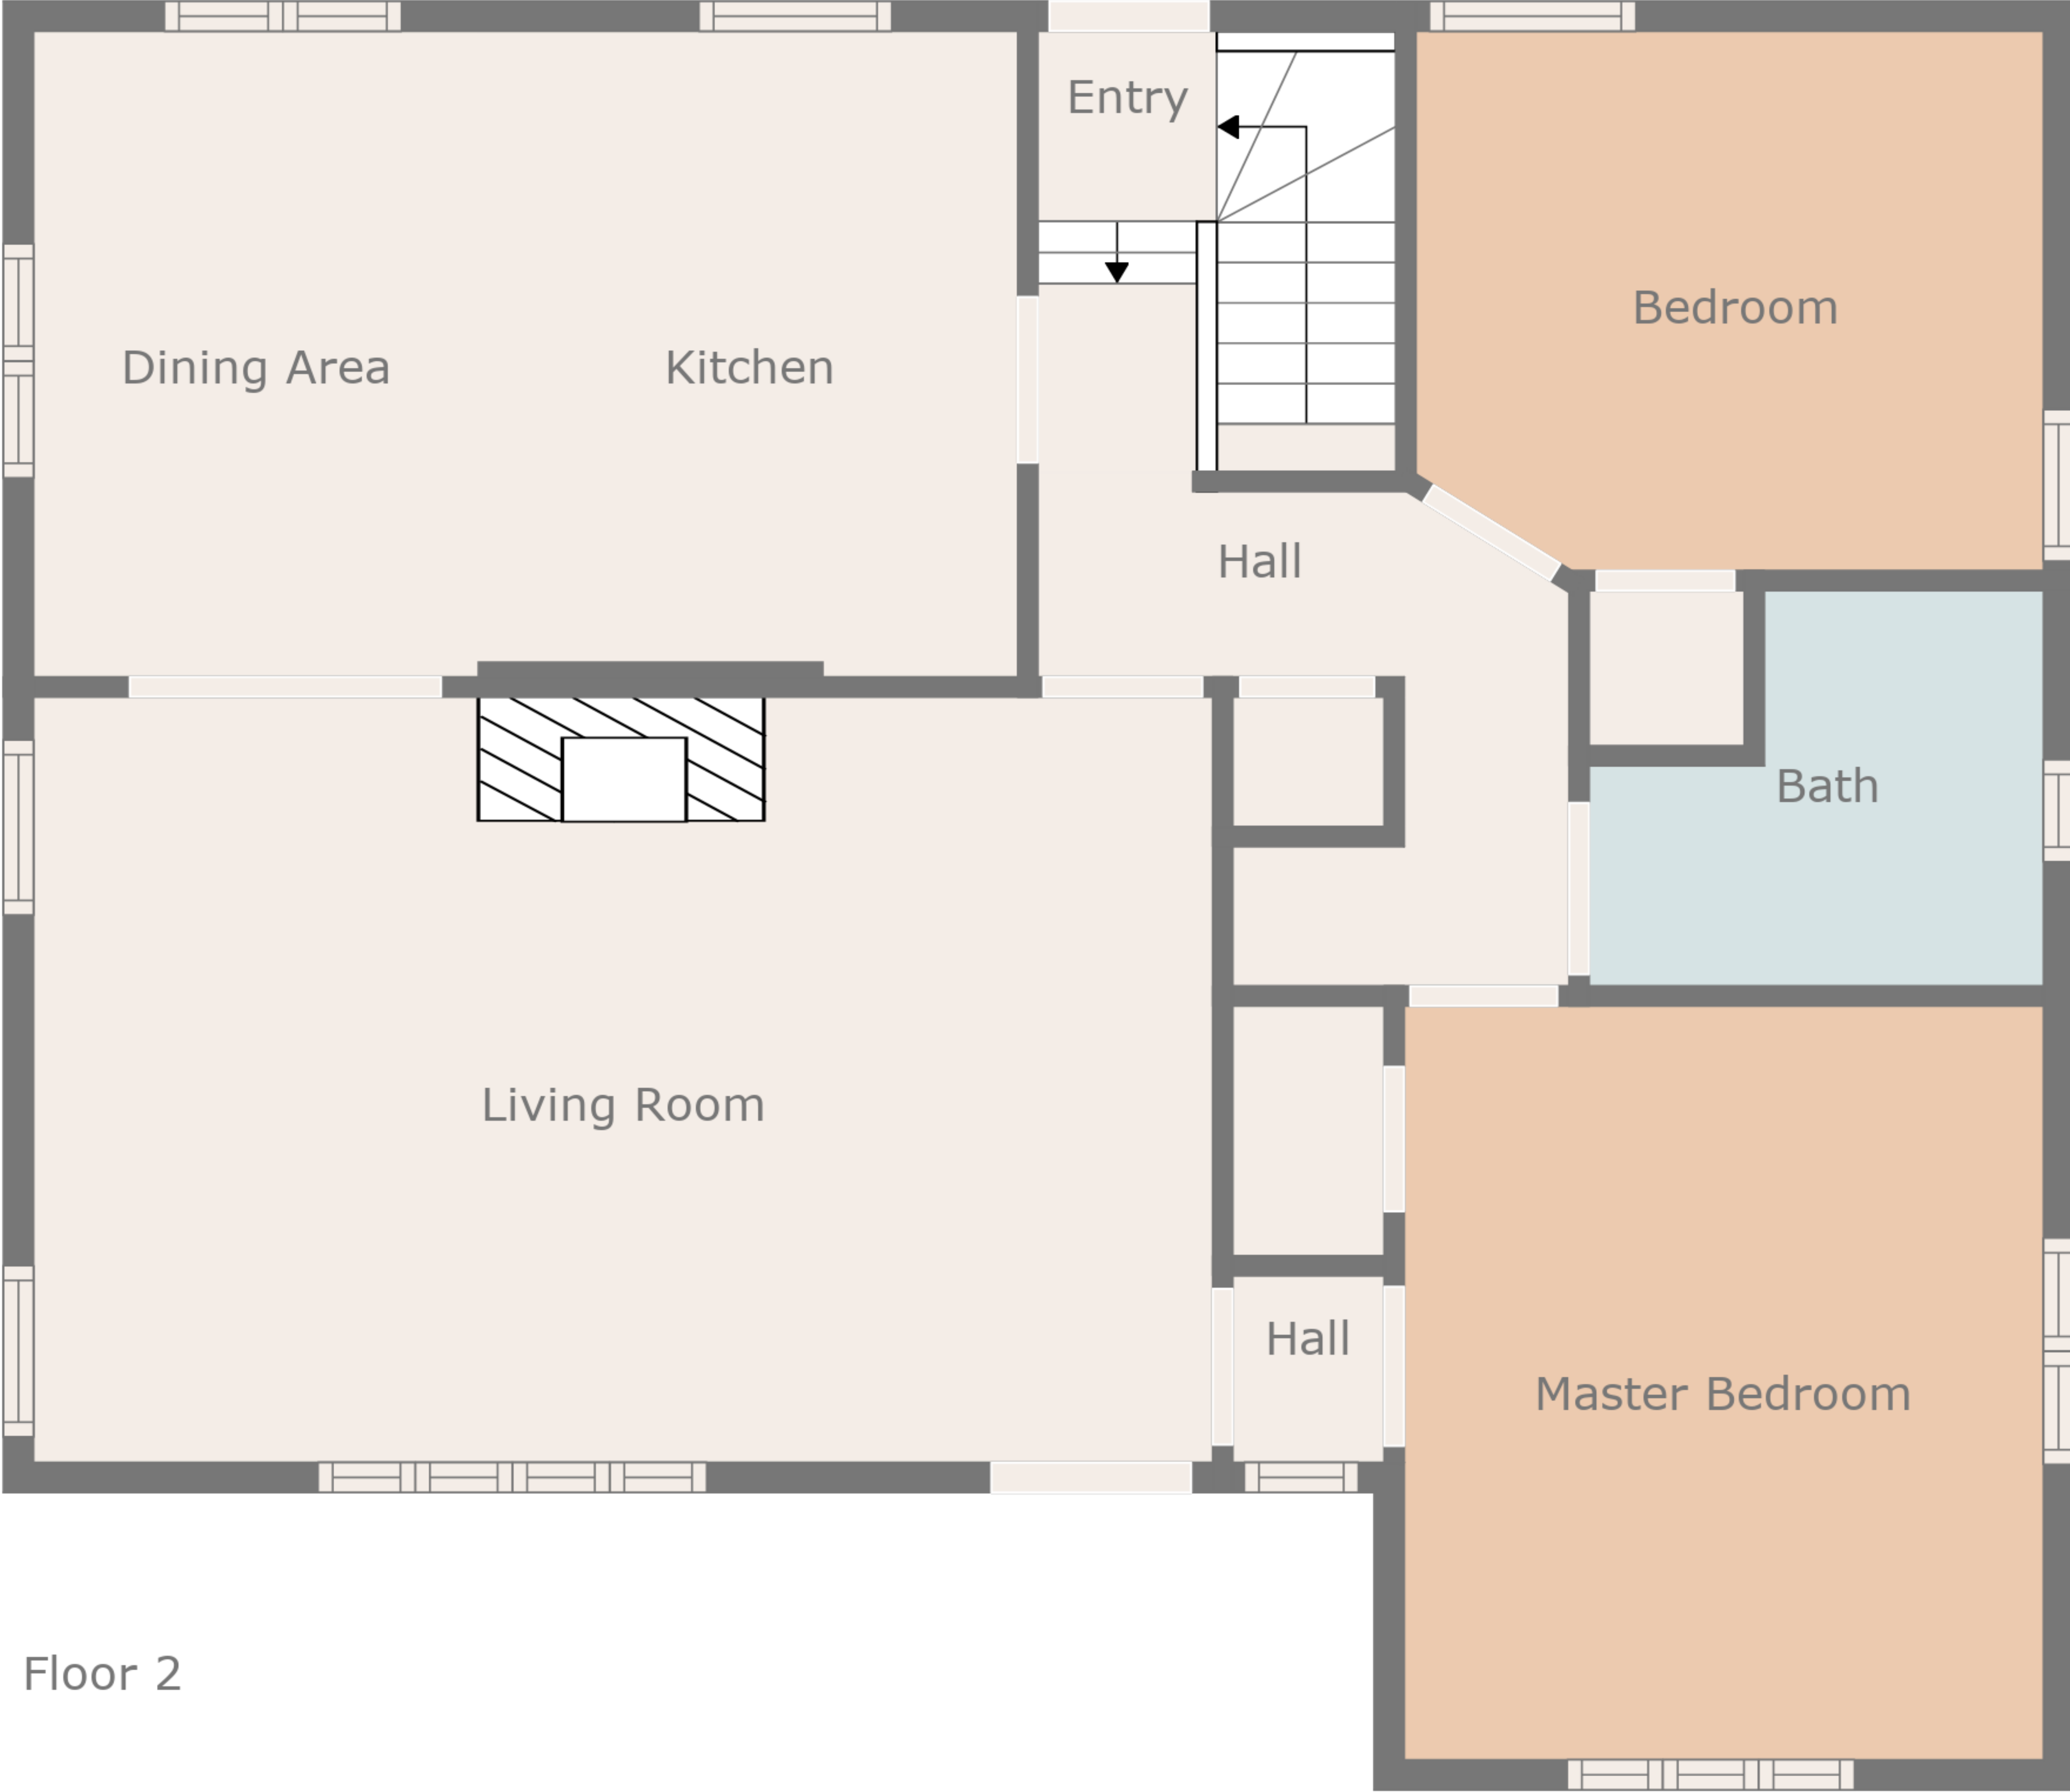 Entry
Bedroom
Dining Area
Kitchen
Hall
Bath
Living Room
Hall
Master Bedroom
Floor 2